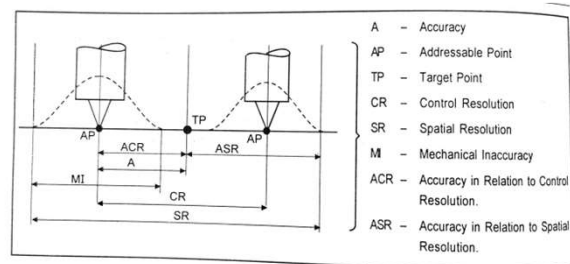 A – Accuracy
AP – Addressable Point
TP – Target Point
CR – Control Resolution
SR – Spatial Resolution
MI – Mechanical Inaccuracy
ACR – Accuracy in Relation to Control
Resolution.
ASR – Accuracy in Relation to Spatial
Resolution.
TP
AP
AP
ACR
ASR
A
MI
CR
SR